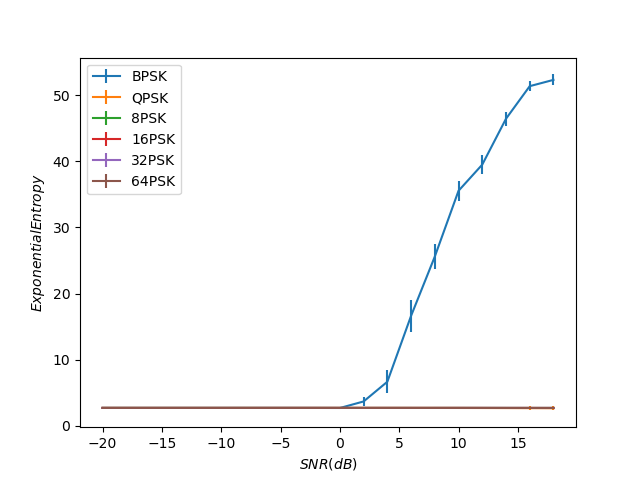 BPSK
QPSK
8PSK
16PSK
32PSK
64PSK
50
40
30
20
10
0
ExponentialEntropy
−20 −15 −10 −5 0 5 10 15
SNR(dB)